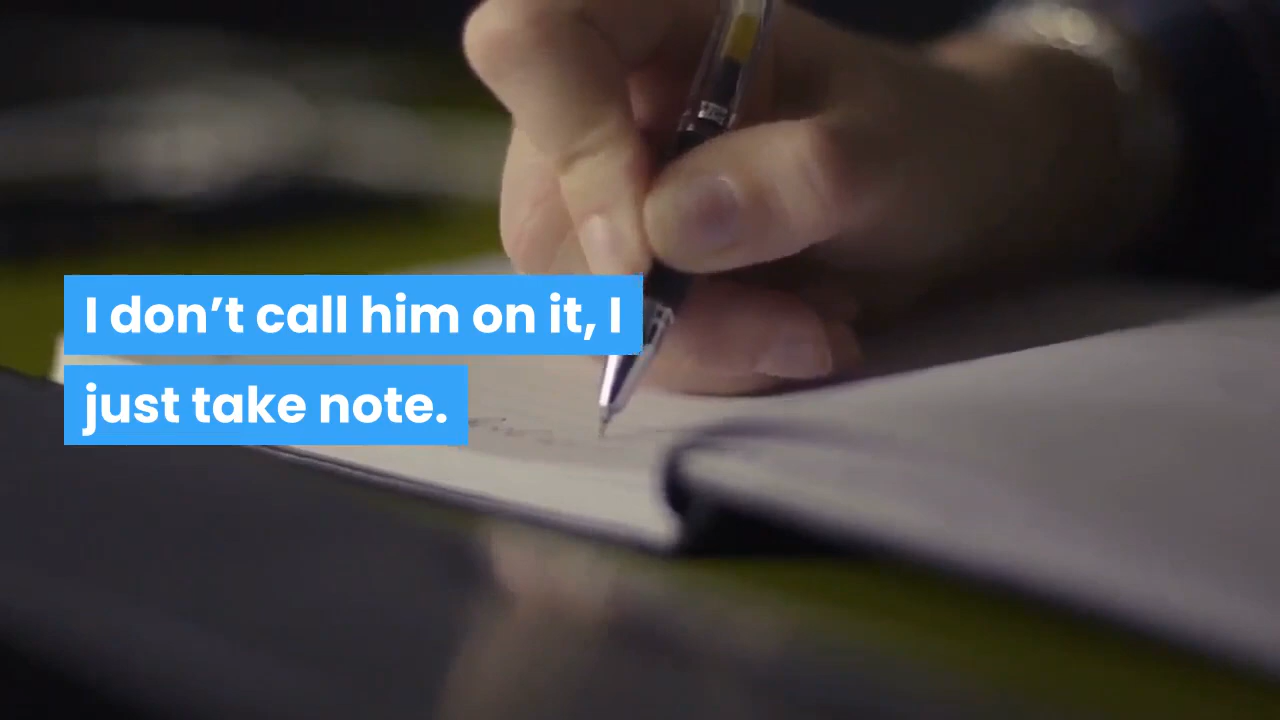 I don’t call him on it, I
just take note.